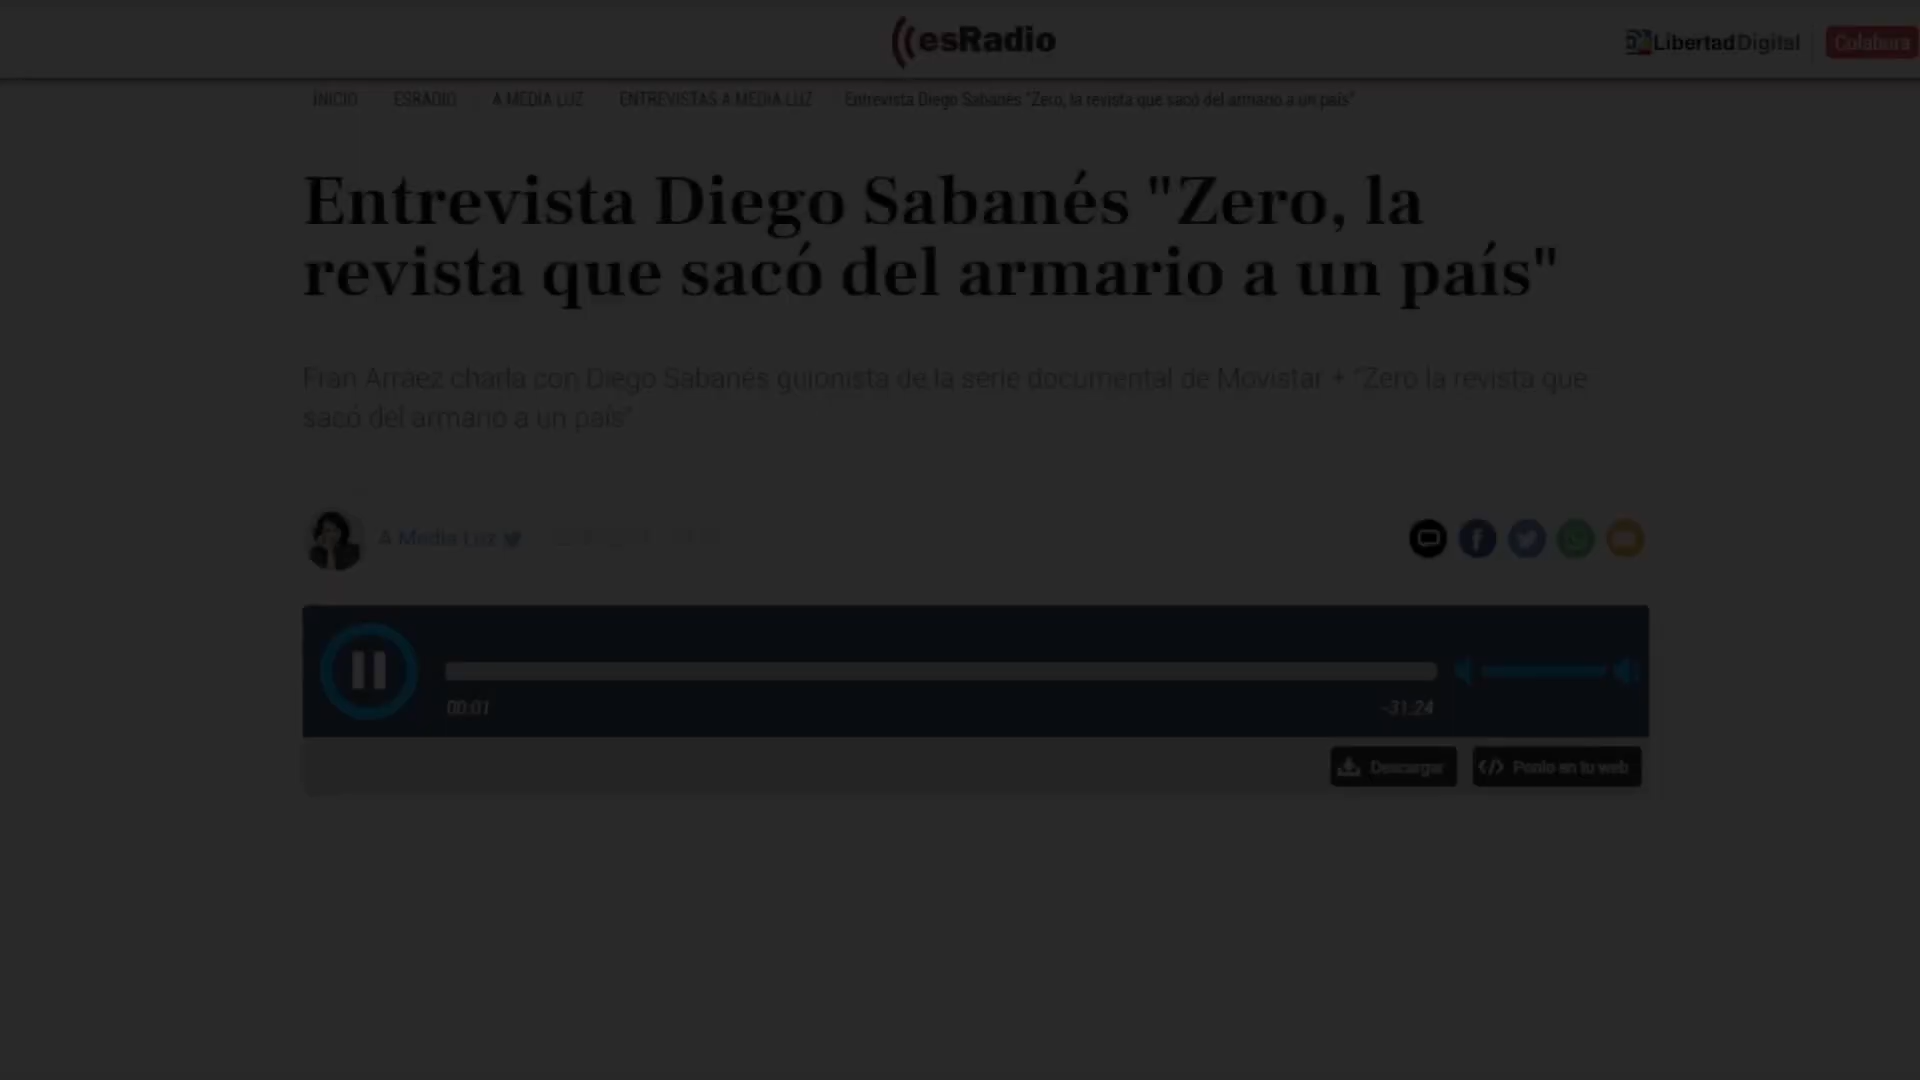 esRadio
LibertadDigital
Colabora
INICIO ESRADIO A MEDIA LUZ ENTREVISTAS A MEDIA LUZ Entrevista Diego Sabanés "Zero, la revista que sacó del armario a un país"
Entrevista Diego Sabanés "Zero, la
revista que sacó del armario a un país"
Fran Arraez charla con Diego Sabanés guionista de la serie documental de Movistar + "Zero la revista que
sacó del armario a un país"
A Media Luz
00:01
-31:24
Descargar
Ponlo en tu web